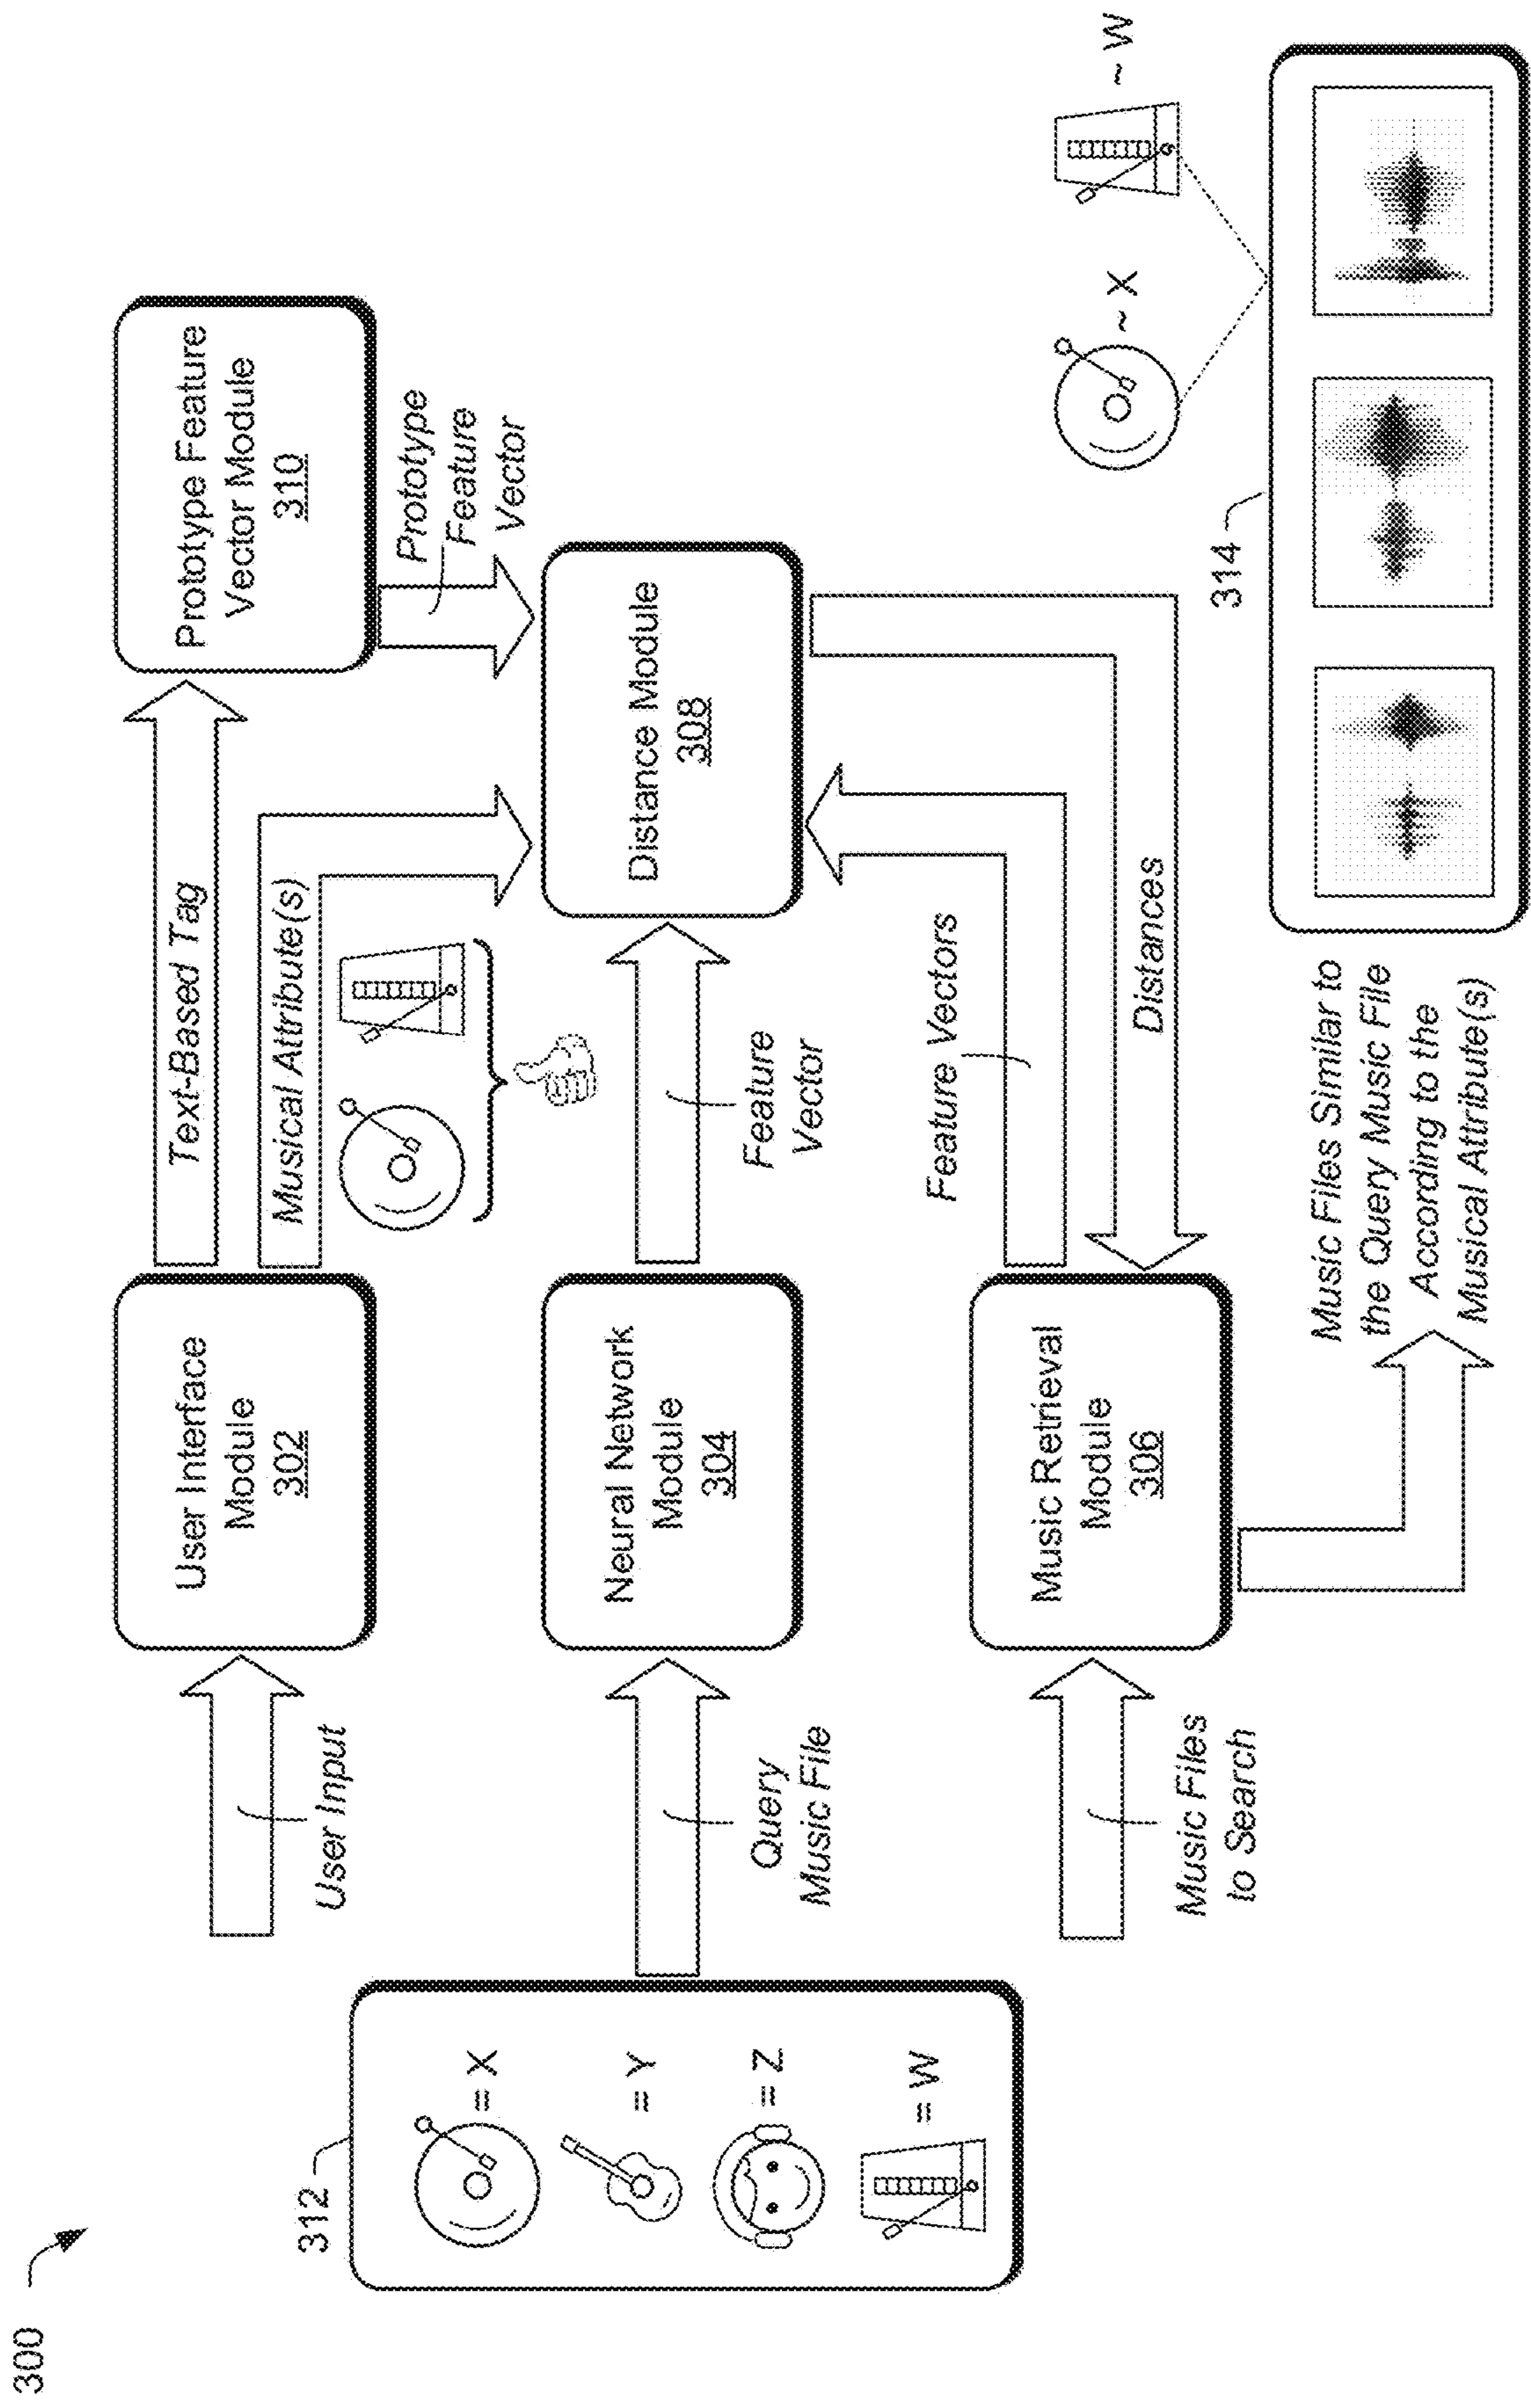 300
312
= X
= Y
= Z
= W
User Input
Query
Music File
Music Files
to Search
User Interface
Module
302
Neural Network
Module
304
Music Retrieval
Module
306
Text-Based Tag
Musical Attribute(s)
Feature
Vector
Feature Vectors
Distances
Prototype Feature
Vector Module
310
Prototype
Feature
Vector
Distance Module
308
Music Files Similar to
the Query Music File
According to the
Musical Attribute(s)
314
~ X
~ W